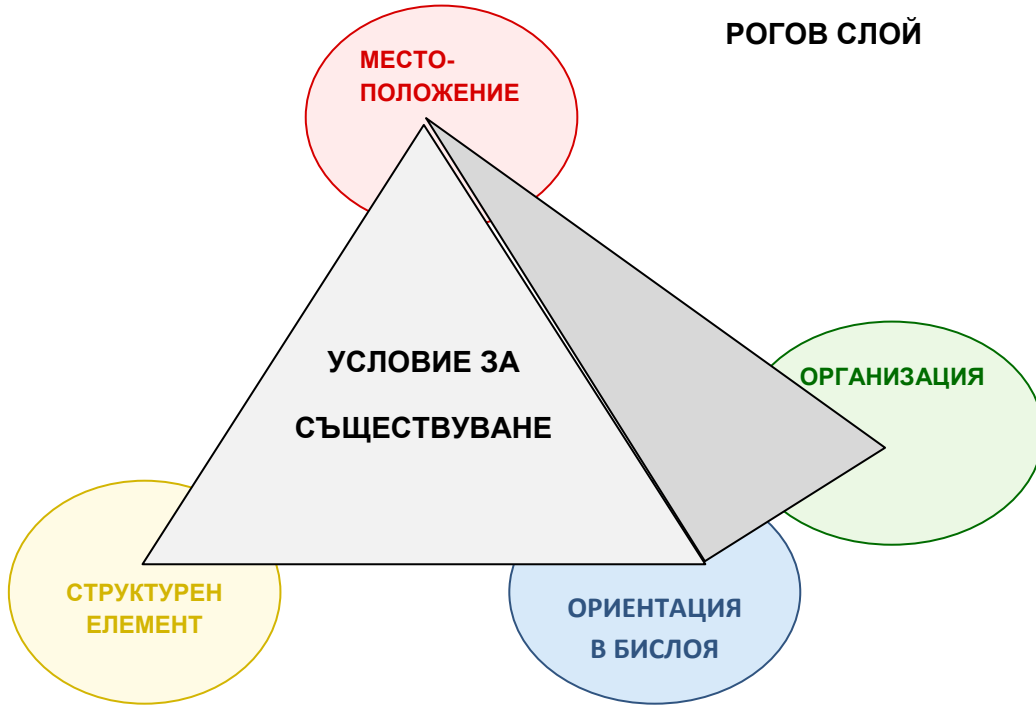 РОГОВ СЛОЙ
МЕСТО-
ПОЛОЖЕНИЕ
УСЛОВИЕ ЗА
СЪЩЕСТВУВАНЕ
ОРГАНИЗАЦИЯ
СТРУКТУРЕН
ЕЛЕМЕНТ
ОРИЕНТАЦИЯ
В БИСЛОЯ